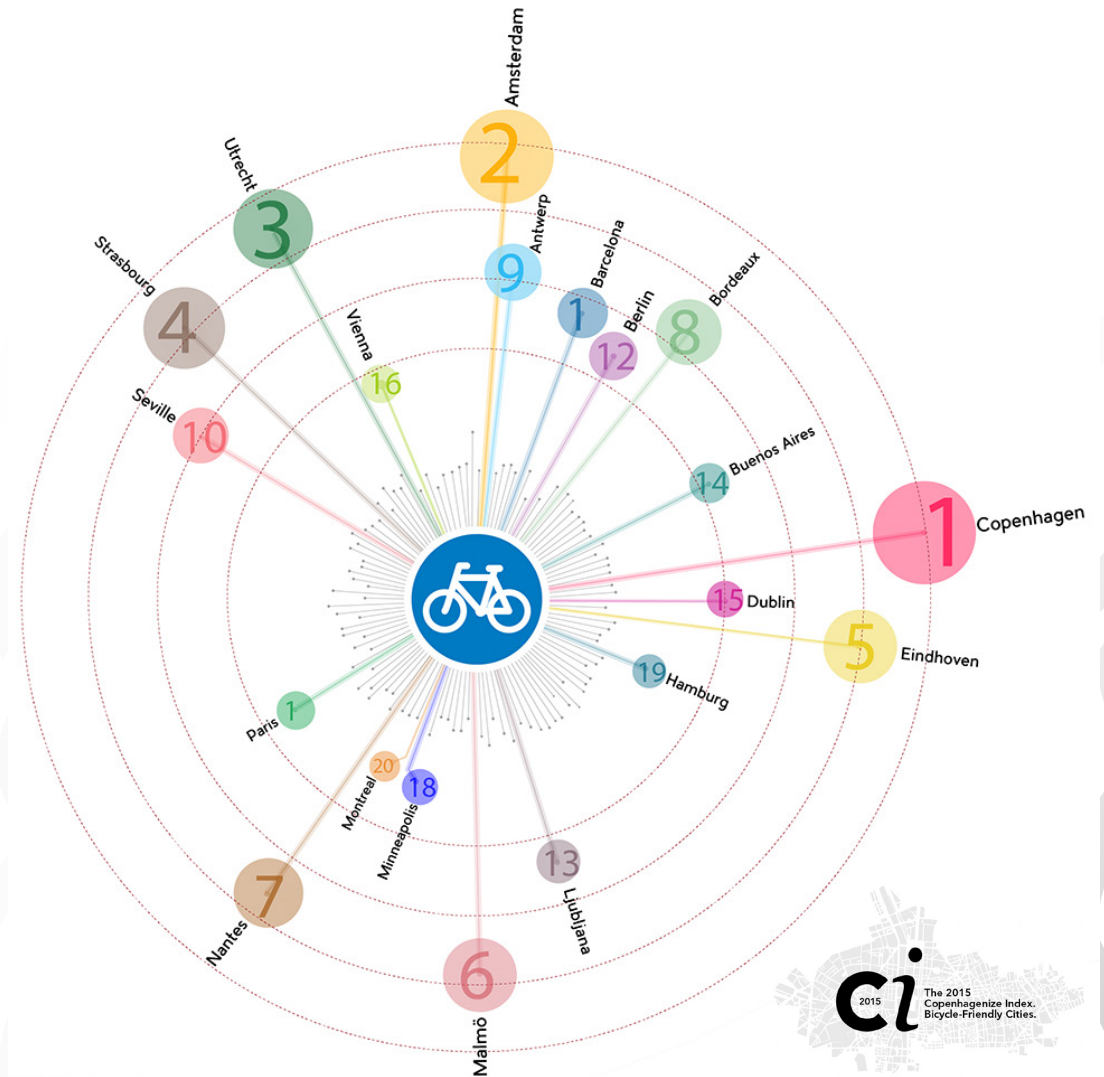 Amsterdam
2
Utrecht
3
Antwerp
9
Strasbourg
4
Barcelona
1
Berlin
12
Bordeaux
8
Vienna
16
Seville
10
Buenos Aires
14
1
Copenhagen
15
Dublin
5
Eindhoven
19
Hamburg
1
Paris
20
Montreal
18
Minneapolis
13
Ljubljana
7
Nantes
6
Malmö
ci
2015
The 2015
Copenhagenize Index.
Bicycle-Friendly Cities.